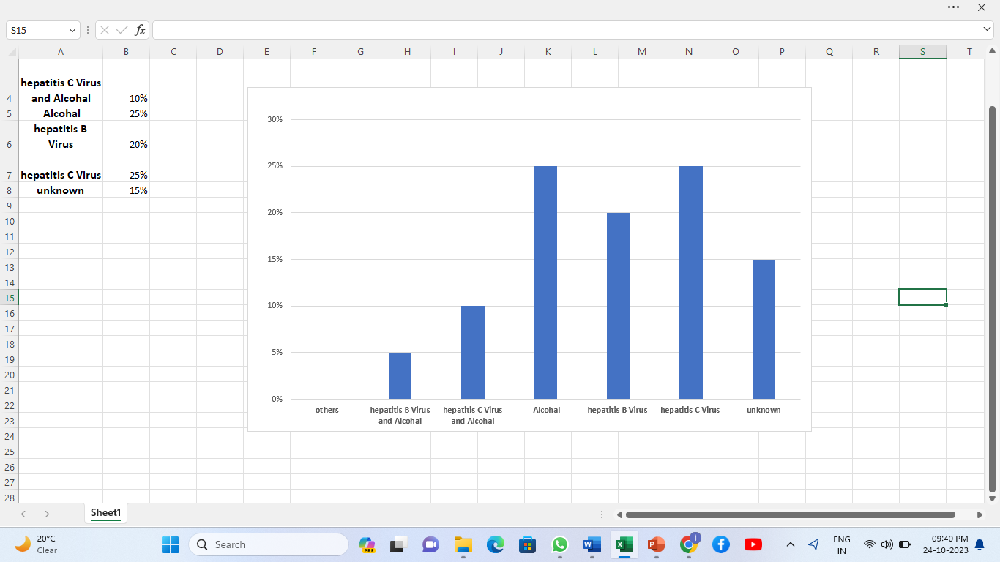 S15
fx
A B C D E F G H I J K L M N O P Q R S T
hepatitis C Virus
4 and Alcohal 10%
5 Alcohal 25%
hepatitis B
6 Virus 20%
7 hepatitis C Virus 25%
8 unknown 15%
9
10
11
12
13
14
15
16
17
18
19
20
21
22
23
24
25
26
27
28
30%
25%
20%
15%
10%
5%
0%
others
hepatitis B Virus
and Alcohal
hepatitis C Virus
and Alcohal
Alcohal
hepatitis B Virus
hepatitis C Virus
unknown
Sheet1
20°C
Clear
Search
PRE
j
ENG
IN
09:40 PM
24-10-2023